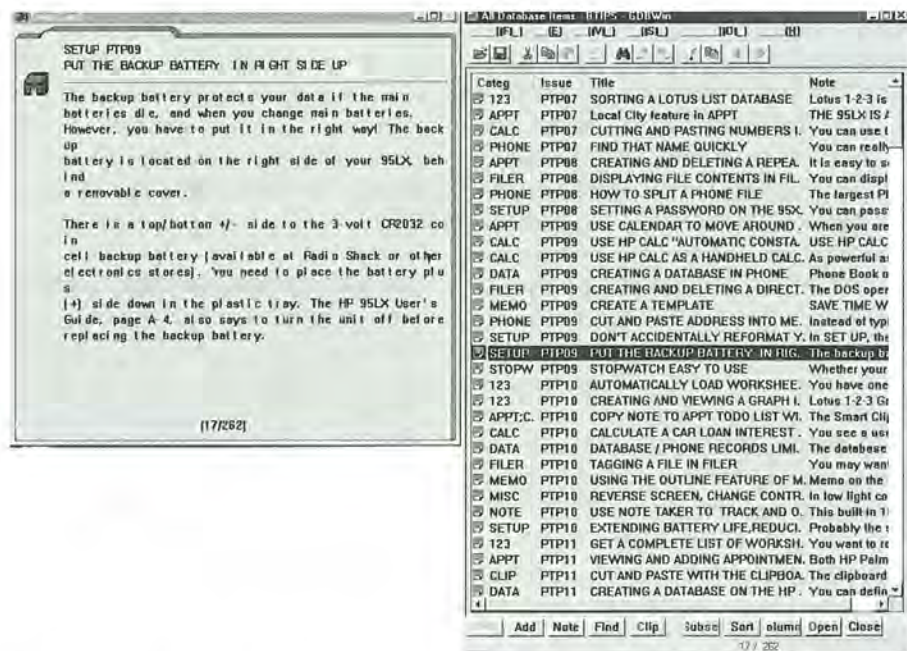 SETUP PTP09
PUT THE BACKUP BATTERY IN RIGHT SIDE UP
The backup battery protects your data if the main
batteries die, and when you change main batteries.
However, you have to put it in the right way! The back
up
battery is located on the right side of your 95LX, beh
ind
a removable cover.
There is a top/botton +/- side to the 3-volt CR2032 co
in
cell backup battery (available at Radio Shack or other
electronics stores). You need to place the battery plu
s
(+) side down in the plastic tray. The HP 95LX User's
Guide, page A-4, also says to turn the unit off before
replacing the backup battery.
(17/262)
All Database Items - BTIPS - GDBWin
Categ Issue Title Note
123 PTP07 SORTING A LOTUS LIST DATABASE Lotus 1-2-3 is
APPT PTP07 Local City feature in APPT THE 95LX IS A
CALC PTP07 CUTTING AND PASTING NUMBERS I. You can use t
PHONE PTP07 FIND THAT NAME QUICKLY You can really
APPT PTP08 CREATING AND DELETING A REPEA. It is easy to s
FILER PTP08 DISPLAYING FILE CONTENTS IN FIL. You can displ
PHONE PTP08 HOW TO SPLIT A PHONE FILE The largest P
SETUP PTP08 SETTING A PASSWORD ON THE 95X. You can pass
APPT PTP09 USE CALENDAR TO MOVE AROUND . When you are
CALC PTP09 USE HP CALC "AUTOMATIC CONSTA. USE HP CALC
CALC PTP09 USE HP CALC AS A HANDHELD CALC. As powerful a
DATA PTP09 CREATING A DATABASE IN PHONE Phone Book o
FILER PTP09 CREATING AND DELETING A DIRECT. The DOS oper
MEMO PTP09 CREATE A TEMPLATE SAVE TIME W
PHONE PTP09 CUT AND PASTE ADDRESS INTO ME. Instead of typ
SETUP PTP09 DON'T ACCIDENTALLY REFORMAT Y. In SET UP, the
SETUP PTP09 PUT THE BACKUP BATTERY IN RIG. The backup b
STOPW PTP09 STOPWATCH EASY TO USE Whether your
123 PTP10 AUTOMATICALLY LOAD WORKSHEE. You have one
123 PTP10 CREATING AND VIEWING A GRAPH I. Lotus 1-2-3 G
APPT;C. PTP10 COPY NOTE TO APPT TODO LIST WI. The Smart Cli
CALC PTP10 CALCULATE A CAR LOAN INTEREST . You see a use
DATA PTP10 DATABASE / PHONE RECORDS LIMI. The database
FILER PTP10 TAGGING A FILE IN FILER You may wan
MEMO PTP10 USING THE OUTLINE FEATURE OF M. Memo on the
MISC PTP10 REVERSE SCREEN, CHANGE CONTR. In low light co
NOTE PTP10 USE NOTE TAKER TO TRACK AND O. This built in 1
SETUP PTP10 EXTENDING BATTERY LIFE,REDUCI. Probably the
123 PTP11 GET A COMPLETE LIST OF WORKSH. You want to
APPT PTP11 VIEWING AND ADDING APPOINTMEN. Both HP Palm
CLIP PTP11 CUT AND PASTE WITH THE CLIPBOA. The clipboard
DATA PTP11 CREATING A DATABASE ON THE HP . You can defin
Add Note Find Clip Subse Sort olumn Open Close
17 / 262